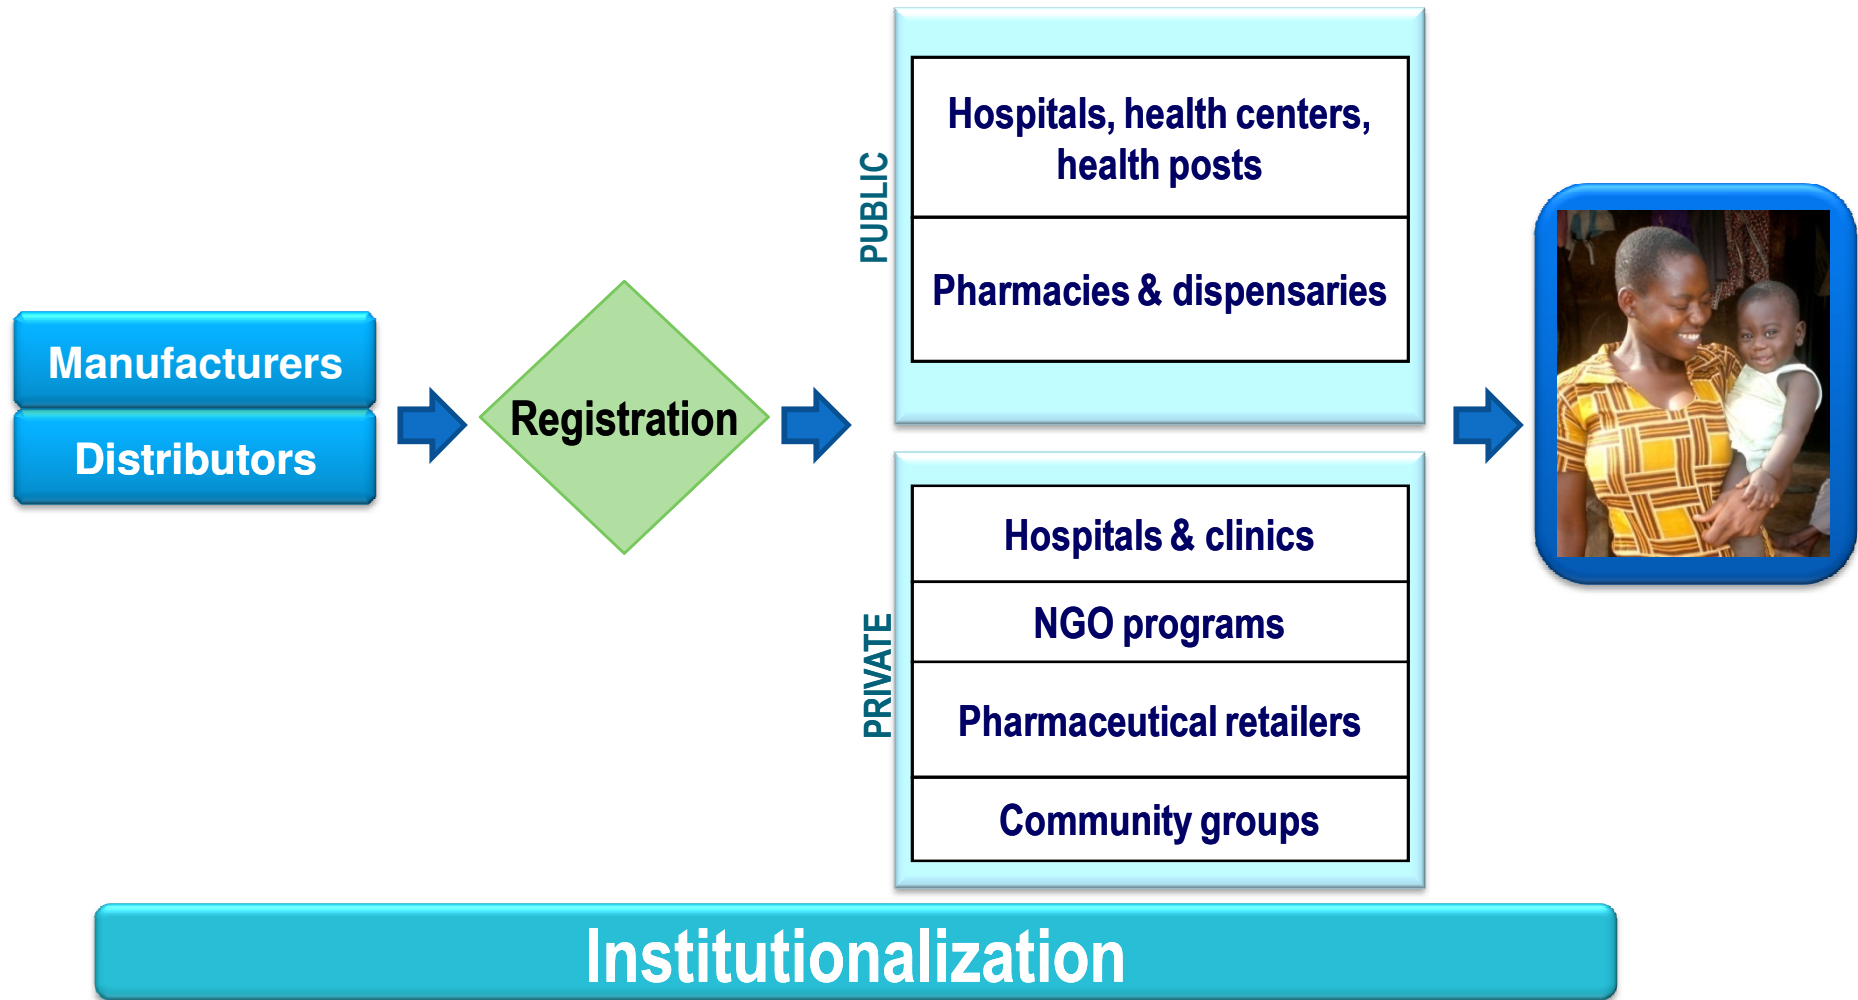 Manufacturers
Distributors
Registration
PUBLIC
Hospitals, health centers,
health posts
Pharmacies & dispensaries
PRIVATE
Hospitals & clinics
NGO programs
Pharmaceutical retailers
Community groups
Institutionalization